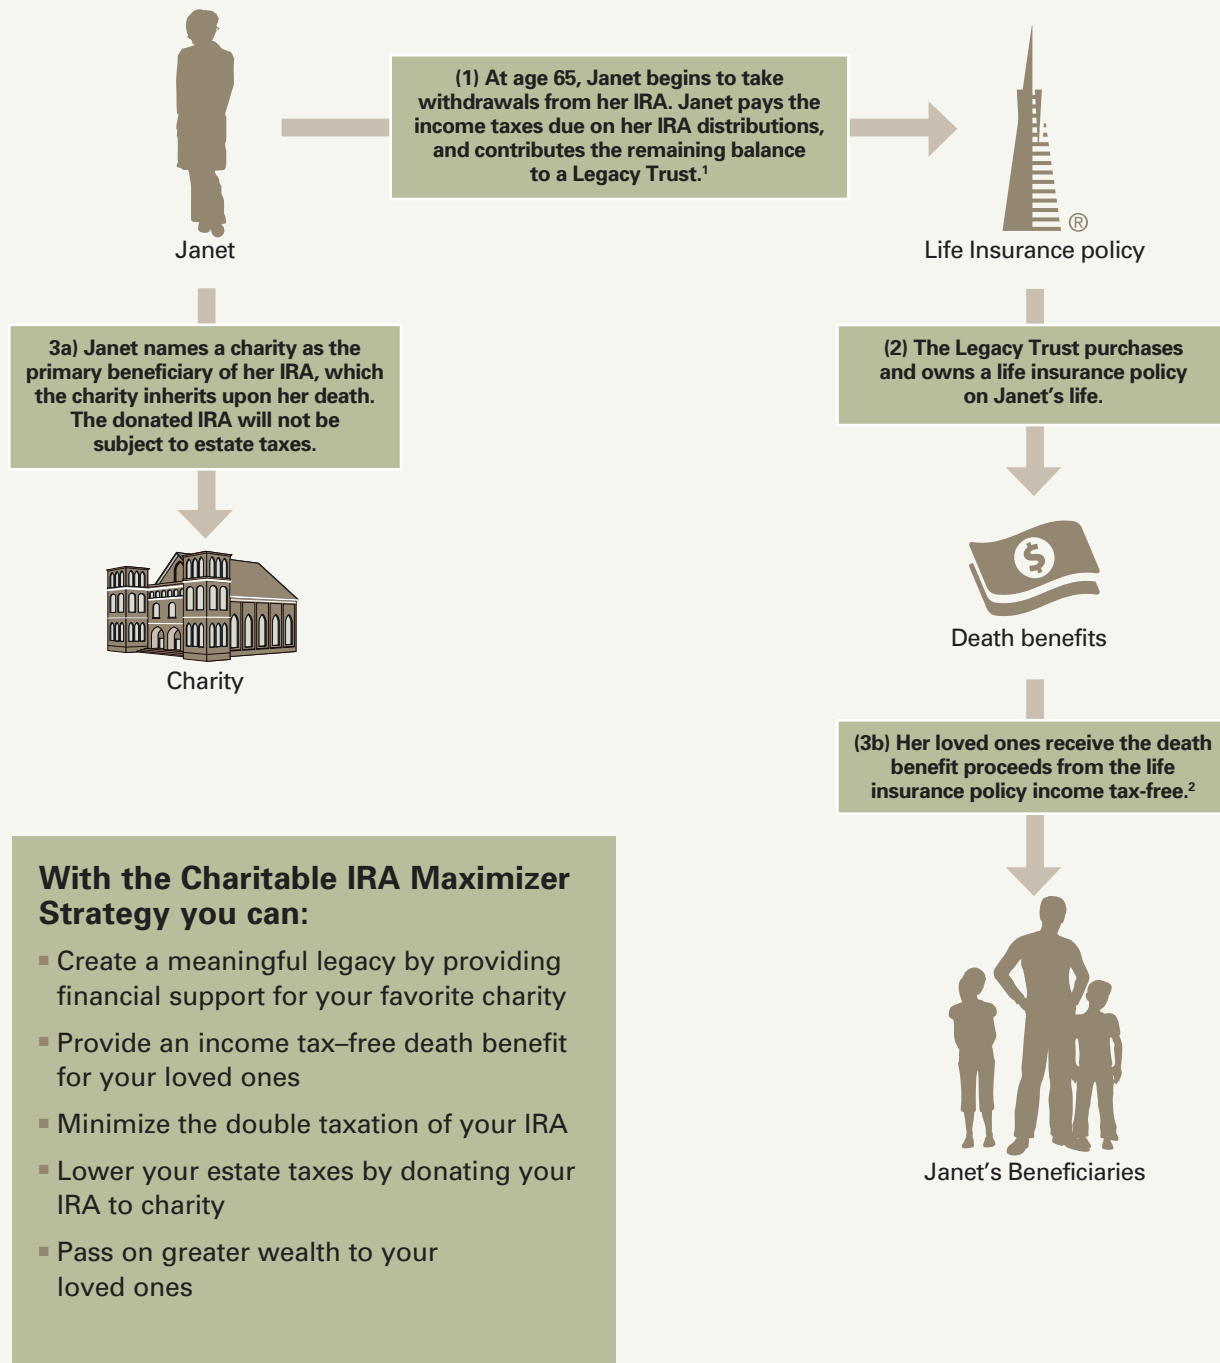 (1) At age 65, Janet begins to take
withdrawals from her IRA. Janet pays the
income taxes due on her IRA distributions,
and contributes the remaining balance
to a Legacy Trust.¹
®
Janet
Life Insurance policy
3a) Janet names a charity as the
primary beneficiary of her IRA, which
the charity inherits upon her death.
The donated IRA will not be
subject to estate taxes.
(2) The Legacy Trust purchases
and owns a life insurance policy
on Janet's life.
$
Death benefits
Charity
(3b) Her loved ones receive the death
benefit proceeds from the life
insurance policy income tax-free.²
With the Charitable IRA Maximizer
Strategy you can:
▪ Create a meaningful legacy by providing
financial support for your favorite charity
▪ Provide an income tax–free death benefit
for your loved ones
▪ Minimize the double taxation of your IRA
▪ Lower your estate taxes by donating your
IRA to charity
▪ Pass on greater wealth to your
loved ones
Janet's Beneficiaries